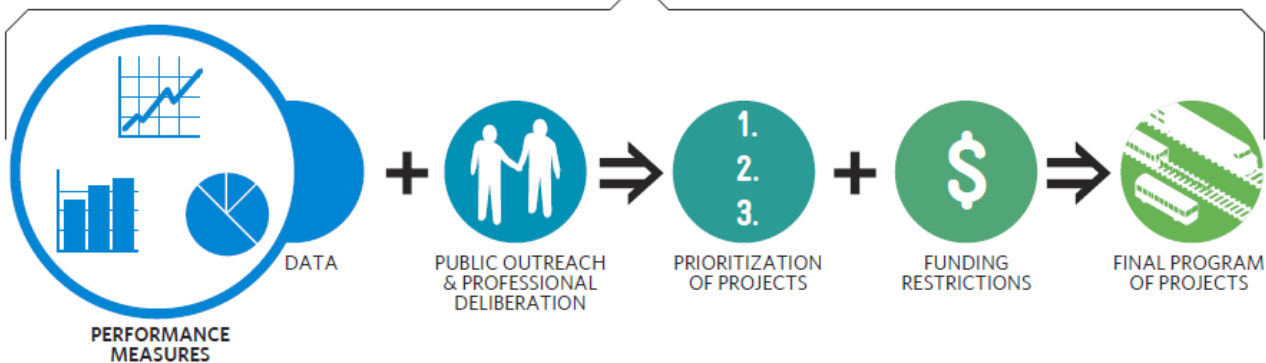 1.
2.
3.
$
DATA
PUBLIC OUTREACH
& PROFESSIONAL
DELIBERATION
PRIORITIZATION
OF PROJECTS
FUNDING
RESTRICTIONS
FINAL PROGRAM
OF PROJECTS
PERFORMANCE
MEASURES